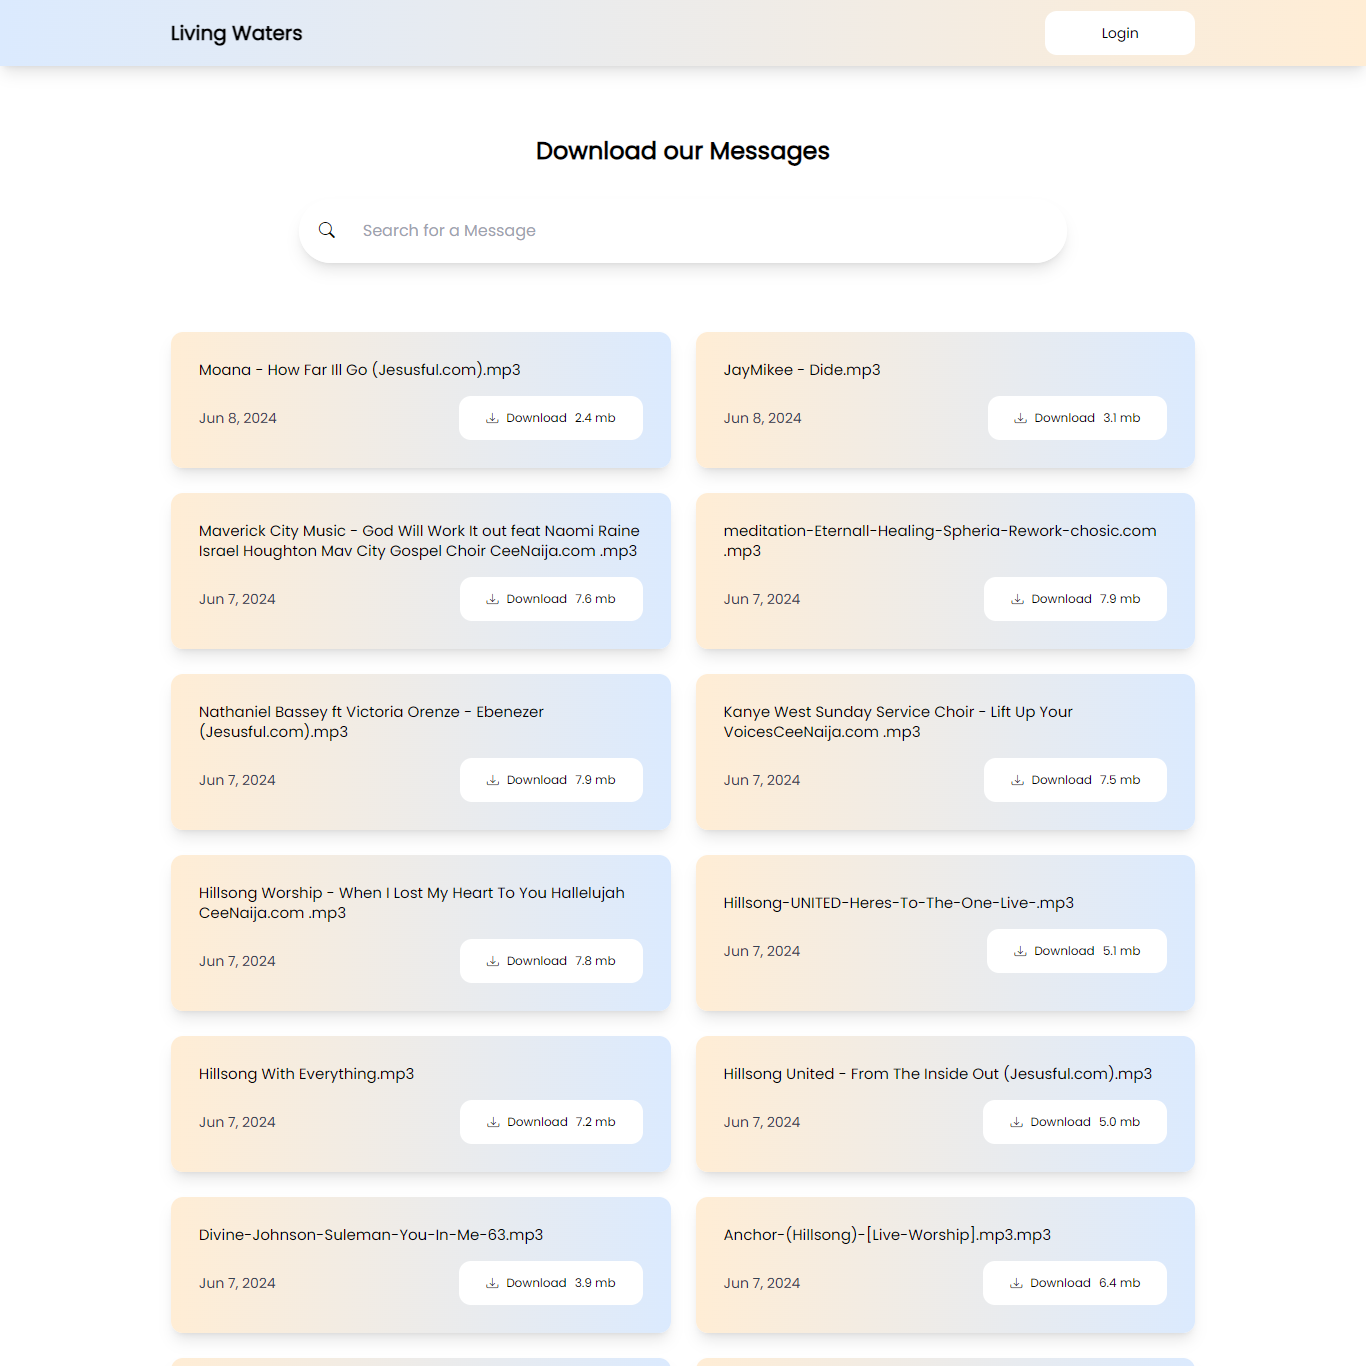 Living Waters
Login
Download our Messages
Search for a Message
Moana - How Far Ill Go (Jesusful.com).mp3
Jun 8, 2024
Download 2.4 mb
JayMikee - Dide.mp3
Jun 8, 2024
Download 3.1 mb
Maverick City Music - God Will Work It out feat Naomi Raine
Israel Houghton Mav City Gospel Choir CeeNaija.com .mp3
Jun 7, 2024
Download 7.6 mb
meditation-Eternall-Healing-Spheria-Rework-chosic.com
.mp3
Jun 7, 2024
Download 7.9 mb
Nathaniel Bassey ft Victoria Orenze - Ebenezer
(Jesusful.com).mp3
Jun 7, 2024
Download 7.9 mb
Kanye West Sunday Service Choir - Lift Up Your
VoicesCeeNaija.com .mp3
Jun 7, 2024
Download 7.5 mb
Hillsong Worship - When I Lost My Heart To You Hallelujah
CeeNaija.com .mp3
Jun 7, 2024
Download 7.8 mb
Hillsong-UNITED-Heres-To-The-One-Live-.mp3
Jun 7, 2024
Download 5.1 mb
Hillsong With Everything.mp3
Jun 7, 2024
Download 7.2 mb
Hillsong United - From The Inside Out (Jesusful.com).mp3
Jun 7, 2024
Download 5.0 mb
Divine-Johnson-Suleman-You-In-Me-63.mp3
Jun 7, 2024
Download 3.9 mb
Anchor-(Hillsong)-[Live-Worship].mp3.mp3
Jun 7, 2024
Download 6.4 mb